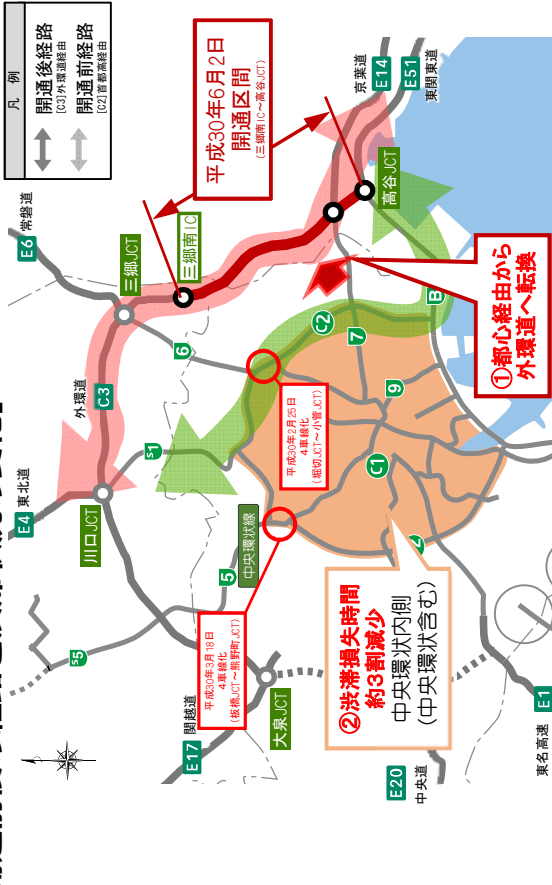 凡例
開通後経路
[C3]外環道経由
開通前経路
[C2]首都高経由
E4 東北道
E6 常磐道
川口JCT
外環道
C3
三郷JCT
三郷南IC
平成30年6月2日
開通区間
(三郷南IC～高谷JCT)
京葉道
E14
E51
東関東道
高谷JCT
S5
S1
5
6
中央環状線
C2
7
9
C1
B
平成30年3月18日
4車線化
(板橋JCT～熊野町JCT)
平成30年2月25日
4車線化
(堀切JCT～小菅JCT)
関越道
E17
大泉JCT
①都心経由から
外環道へ転換
②渋滞損失時間
約3割減少
中央環状内側
(中央環状含む)
E20
中央道
東名高速
E1